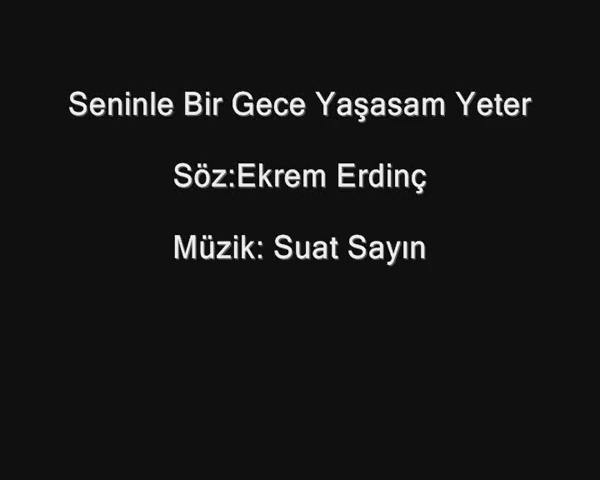 Seninle Bir Gece Yaşasam Yeter
Söz:Ekrem Erdinç
Müzik: Suat Sayın